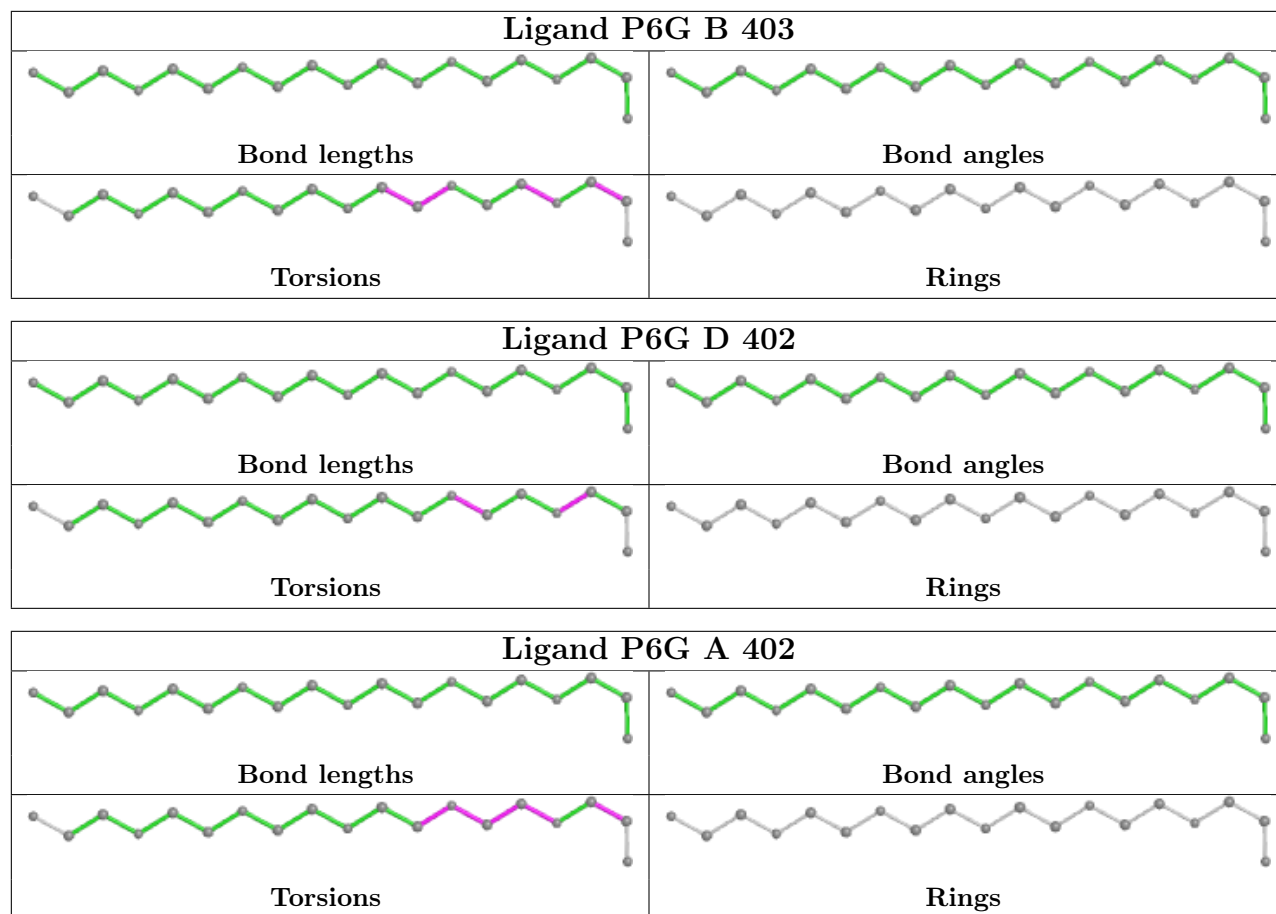 Ligand P6G B 403
Bond lengths
Bond angles
Torsions
Rings
Ligand P6G D 402
Bond lengths
Bond angles
Torsions
Rings
Ligand P6G A 402
Bond lengths
Bond angles
Torsions
Rings